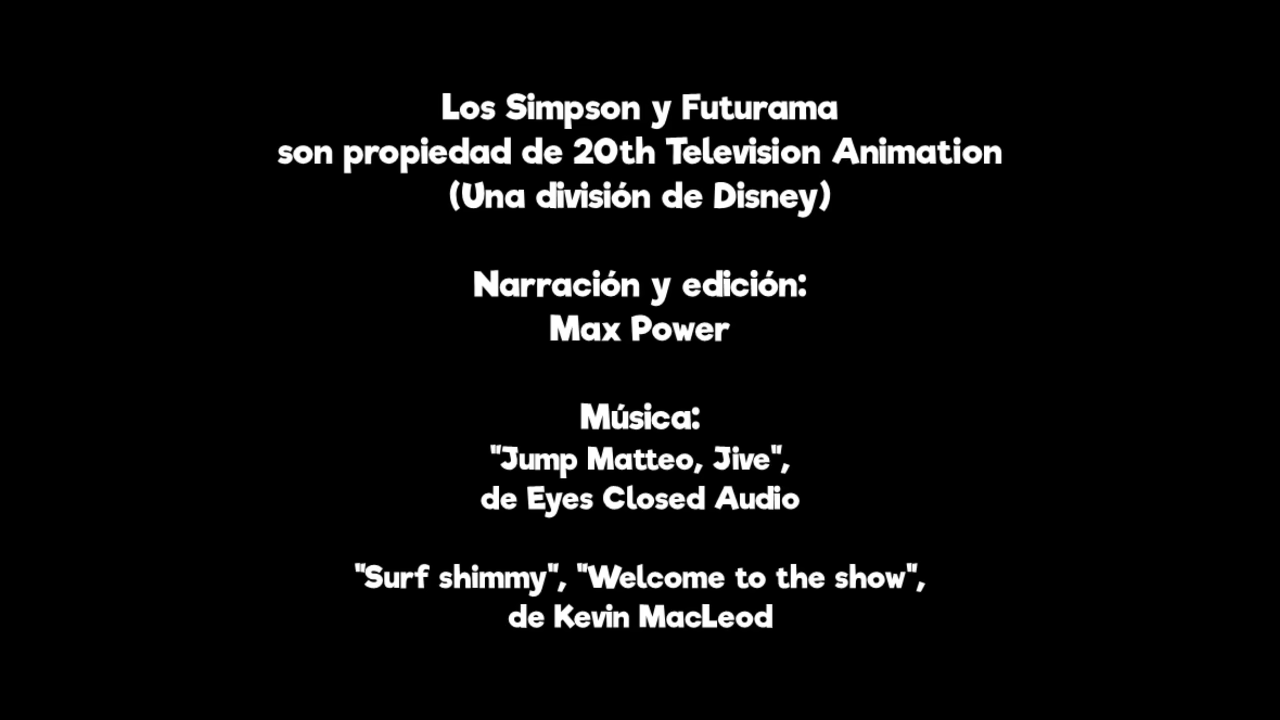 Los Simpson y Futurama
son propiedad de 20th Television Animation
(Una división de Disney)
Narración y edición:
Max Power
Música:
"Jump Matteo, Jive",
de Eyes Closed Audio
"Surf shimmy", "Welcome to the show",
de Kevin MacLeod